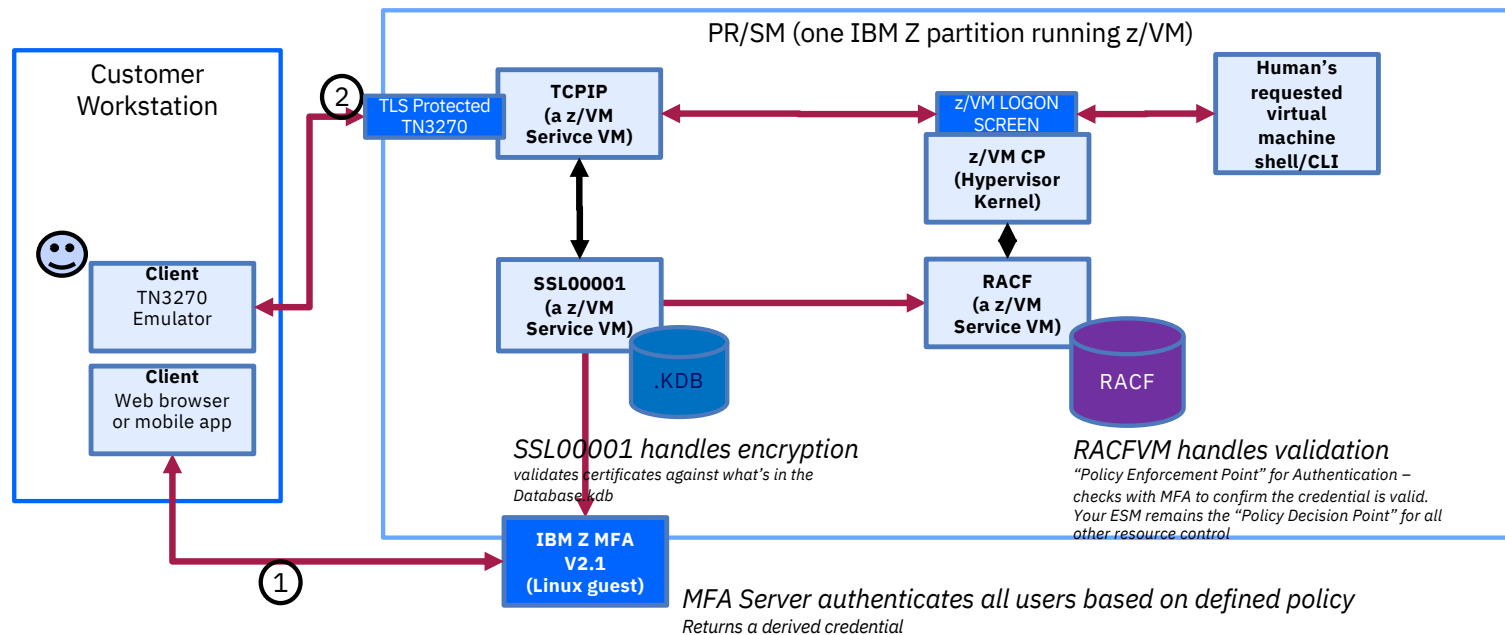 PR/SM (one IBM Z partition running z/VM)
Customer
Workstation
2
TLS Protected
TN3270
TCPIP
(a z/VM
Serivce VM)
z/VM LOGON
SCREEN
z/VM CP
(Hypervisor
Kernel)
Human’s
requested
virtual
machine
shell/CLI
Client
TN3270
Emulator
Client
Web browser
or mobile app
SSL00001
(a z/VM
Service VM)
.KDB
RACF
(a z/VM
Service VM)
RACF
SSL00001 handles encryption
validates certificates against what’s in the
Database.kdb
RACFVM handles validation
“Policy Enforcement Point” for Authentication –
checks with MFA to confirm the credential is valid.
Your ESM remains the “Policy Decision Point” for all
other resource control
1
IBM Z MFA
V2.1
(Linux guest)
MFA Server authenticates all users based on defined policy
Returns a derived credential